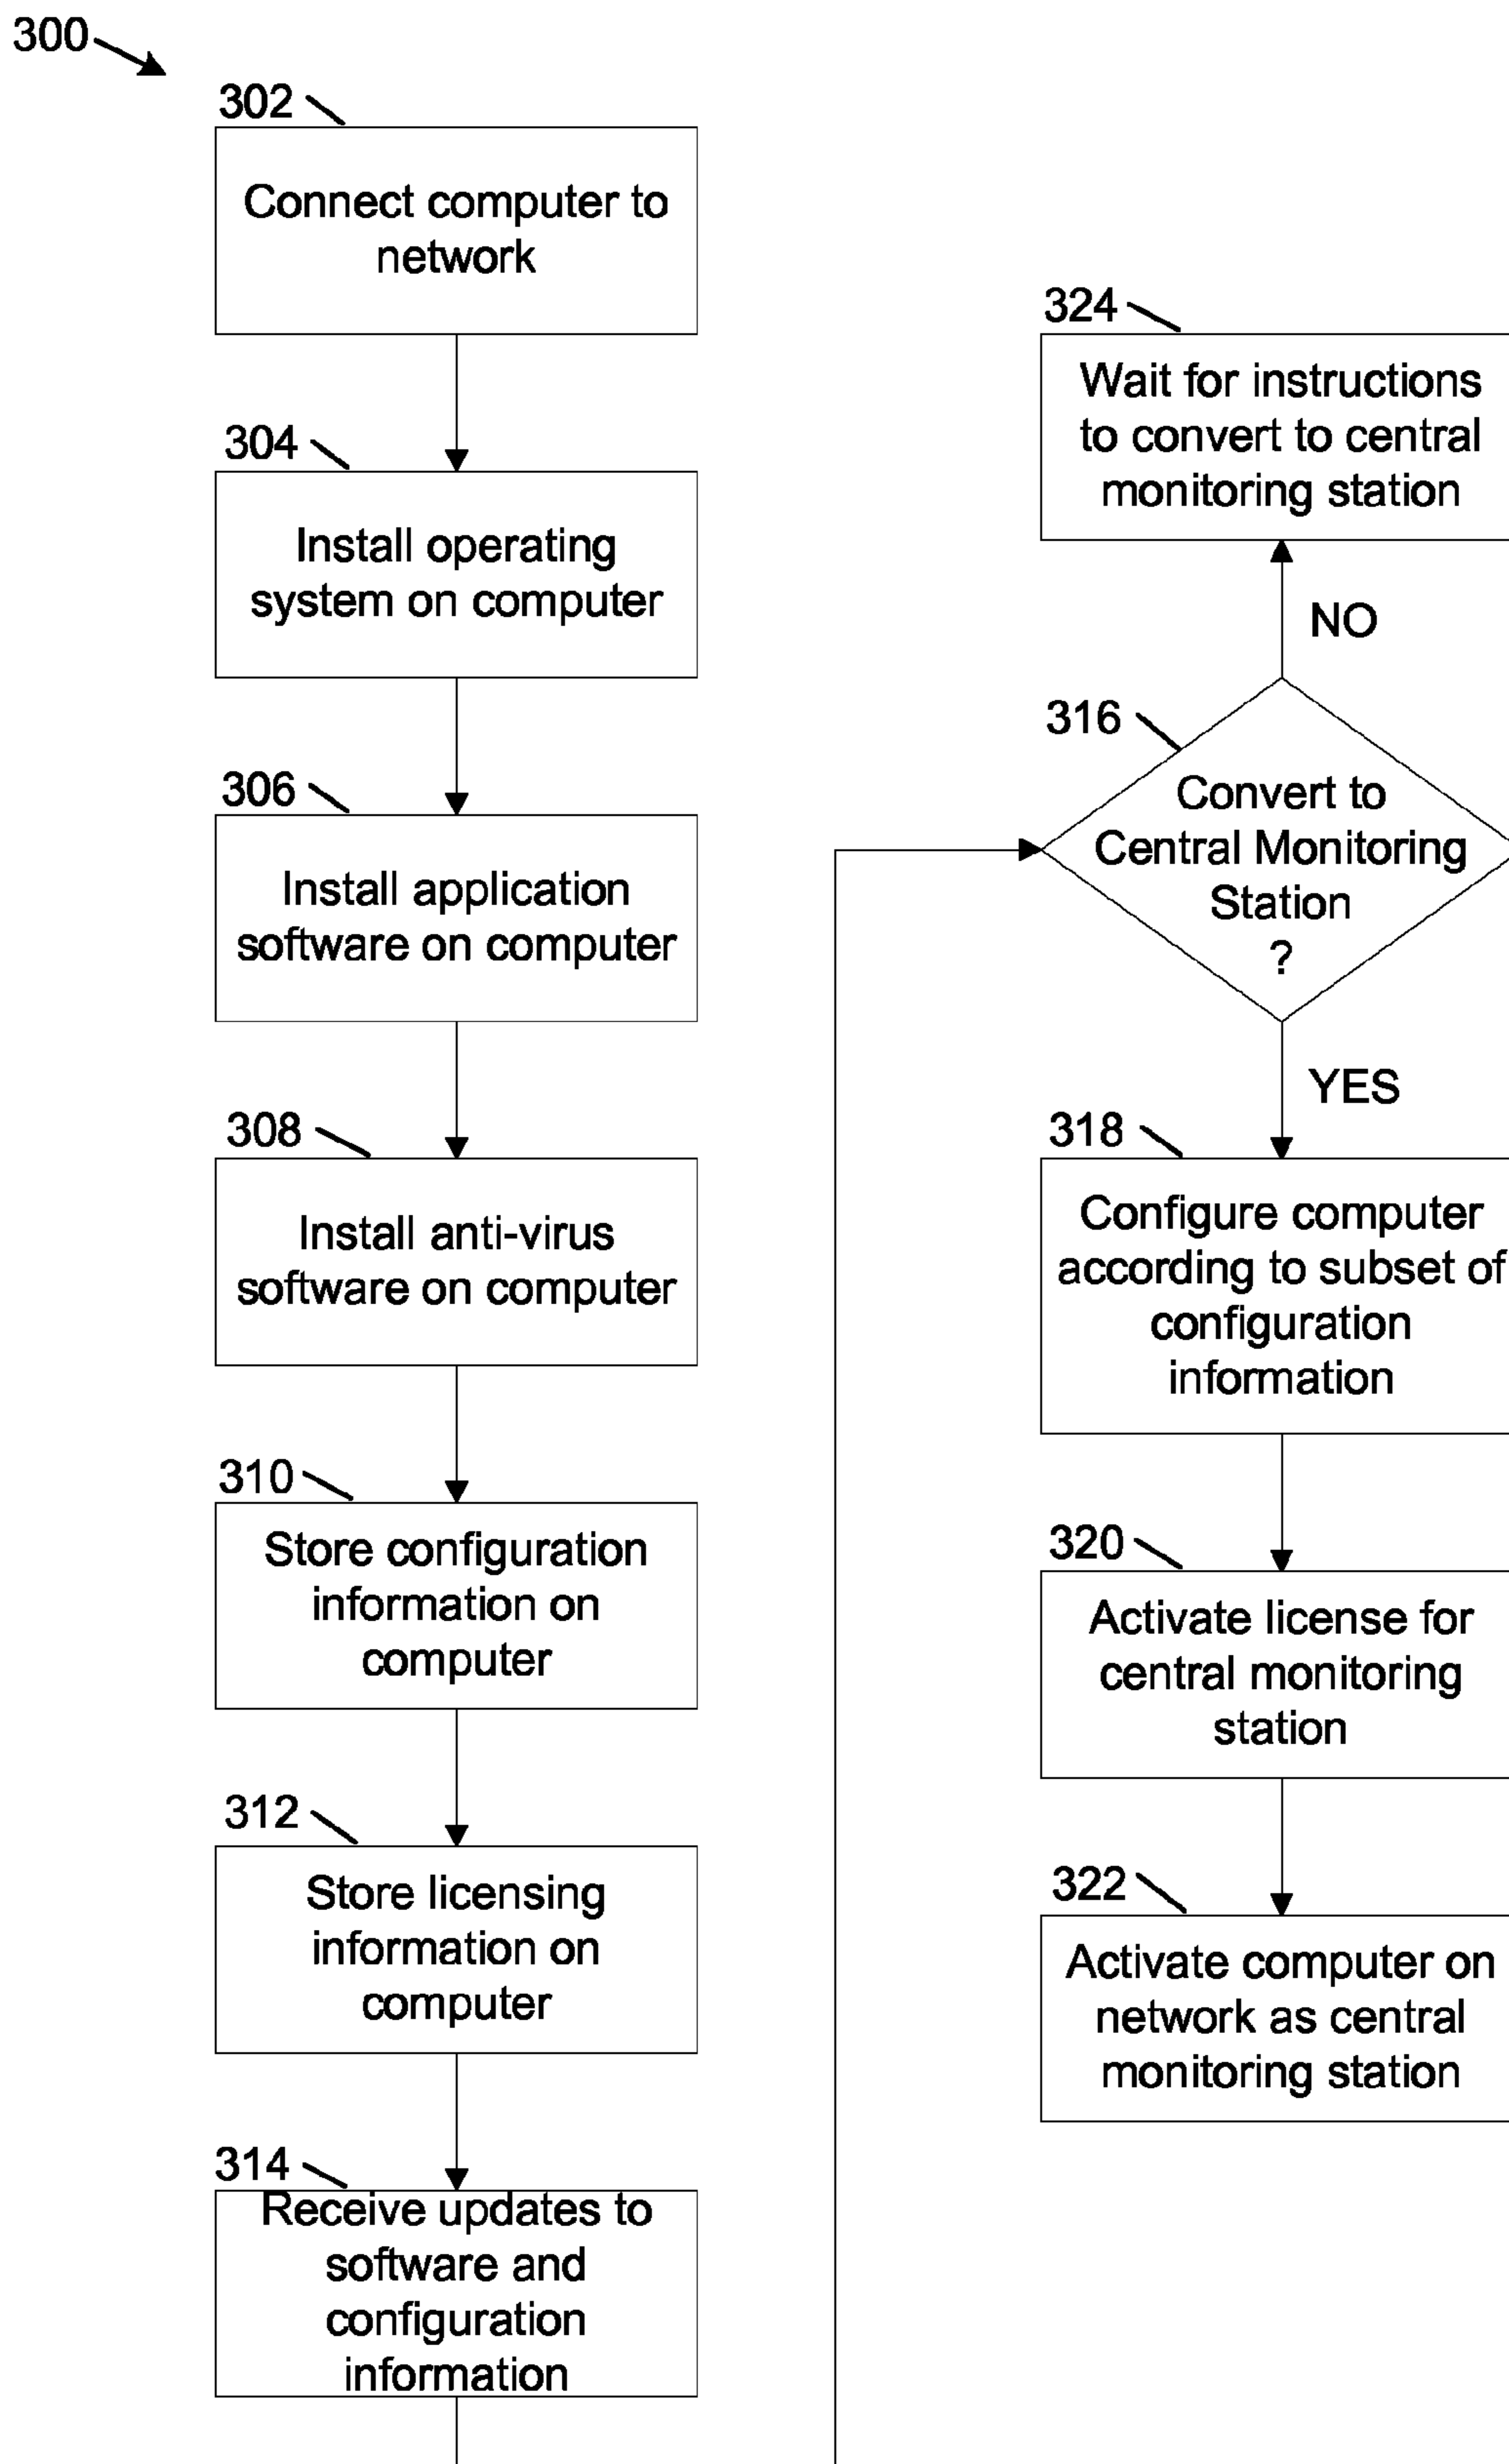 300
302
Connect computer to
network
304
Install operating
system on computer
306
Install application
software on computer
308
Install anti-virus
software on computer
310
Store configuration
information on
computer
312
Store licensing
information on
computer
314
Receive updates to
software and
configuration
information
324
Wait for instructions
to convert to central
monitoring station
NO
316
Convert to
Central Monitoring
Station
?
YES
318
Configure computer
according to subset of
configuration
information
320
Activate license for
central monitoring
station
322
Activate computer on
network as central
monitoring station